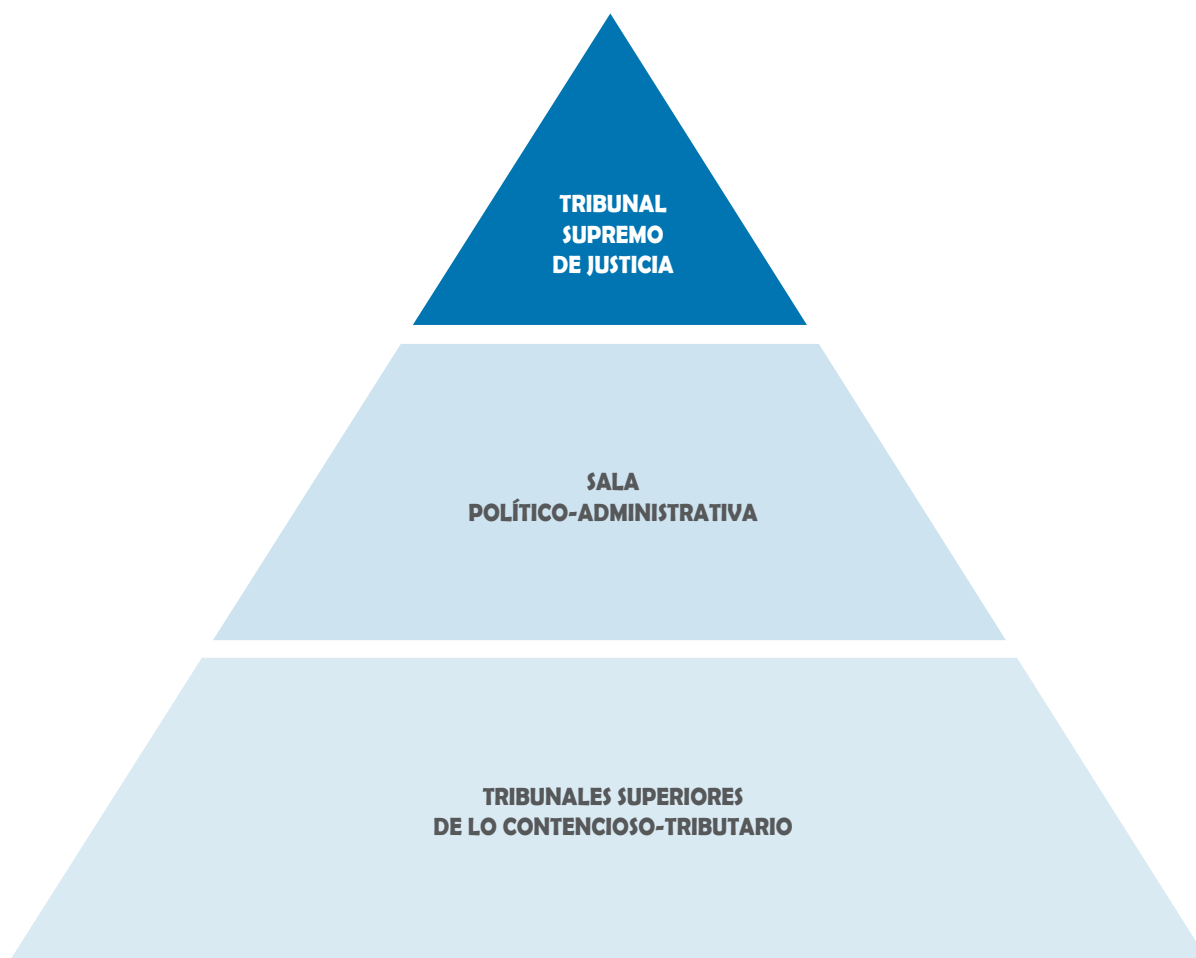 TRIBUNAL
SUPREMO
DE JUSTICIA
SALA
POLÍTICO-ADMINISTRATIVA
TRIBUNALES SUPERIORES
DE LO CONTENCIOSO-TRIBUTARIO